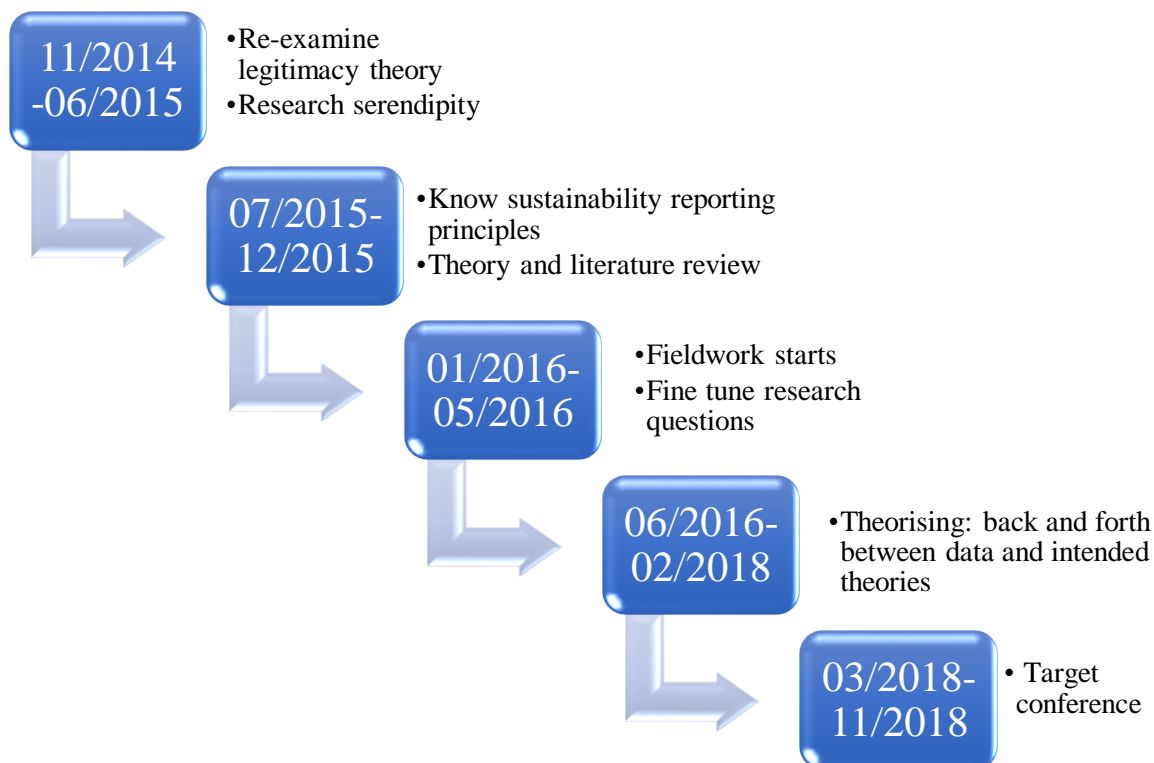 11/2014
-06/2015
•Re-examine
legitimacy theory
•Research serendipity
07/2015-
12/2015
•Know sustainability reporting
principles
•Theory and literature review
01/2016-
05/2016
•Fieldwork starts
•Fine tune research
questions
06/2016-
02/2018
•Theorising: back and forth
between data and intended
theories
03/2018-
11/2018
• Target
conference